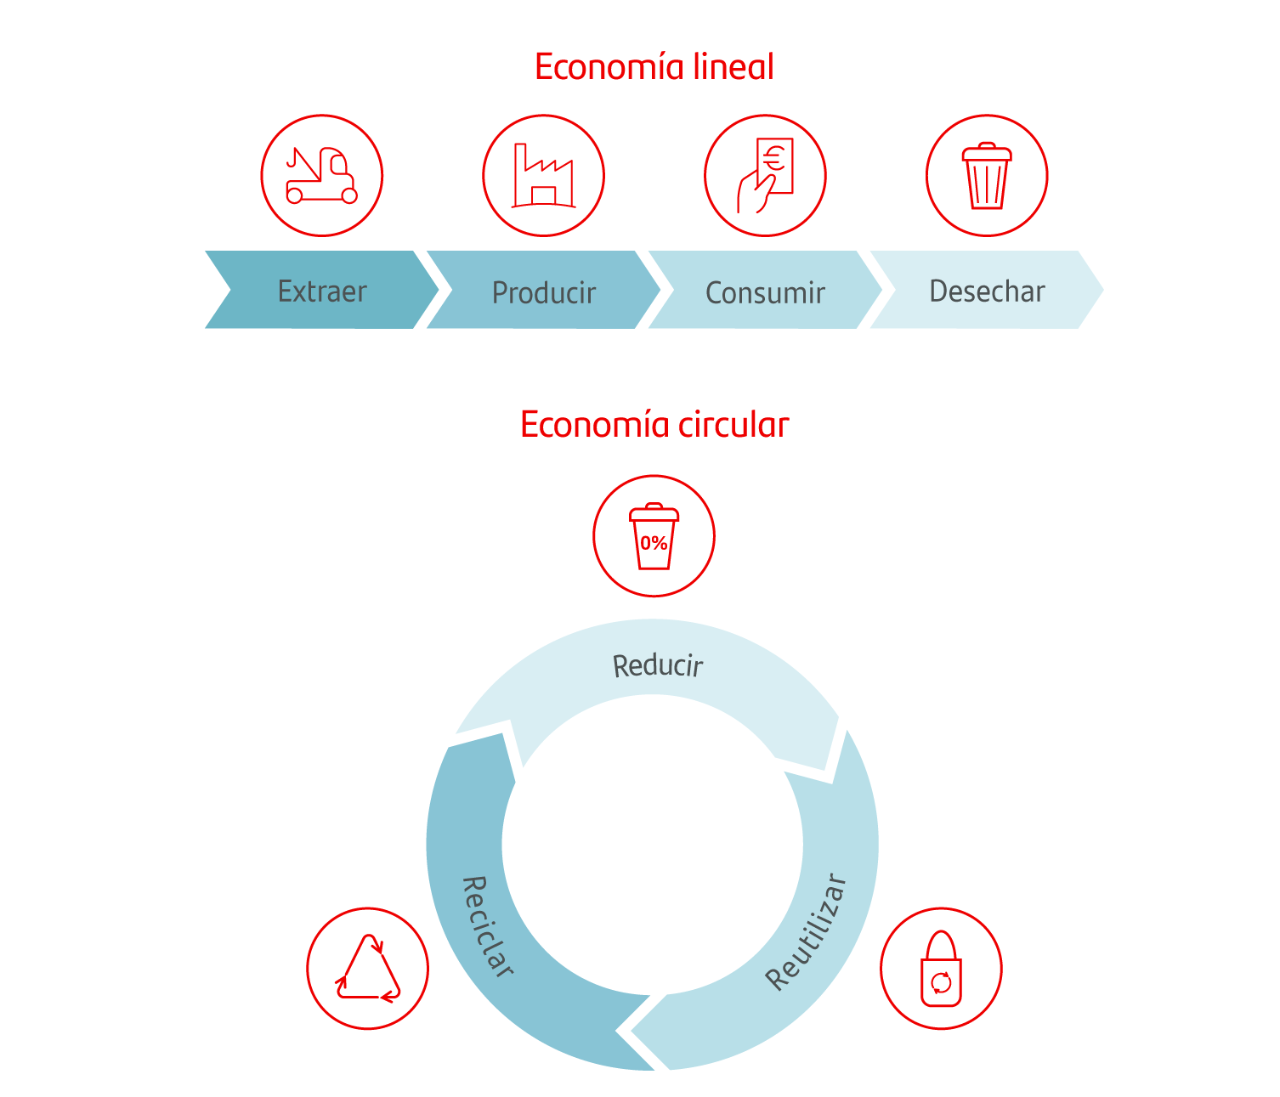 Economía lineal
€
Extraer
Producir
Consumir
Desechar
Economía circular
0%
Reducir
Reutilizar
Reciclar